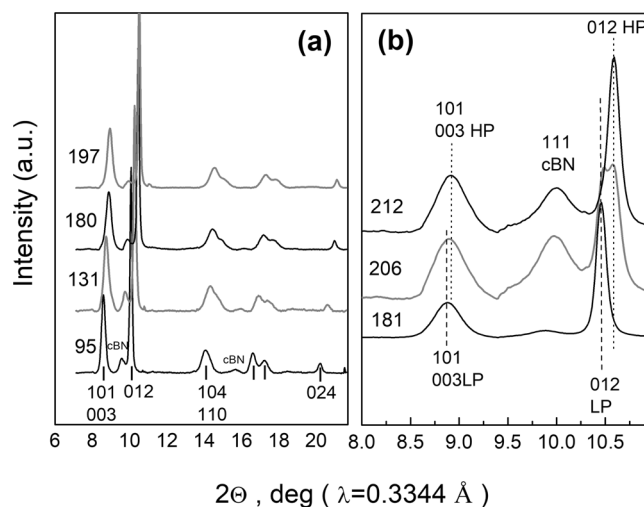 (a)
(b)
Intensity (a.u.)
197
180
131
95
cBN
cBN
101
003
012
104
110
024
6 8 10 12 14 16 18 20
012 HP
101
003 HP
111
cBN
212
206
181
101
003LP
012
LP
8.0 8.5 9.0 9.5 10.0 10.5
2Θ , deg ( λ=0.3344 Å )